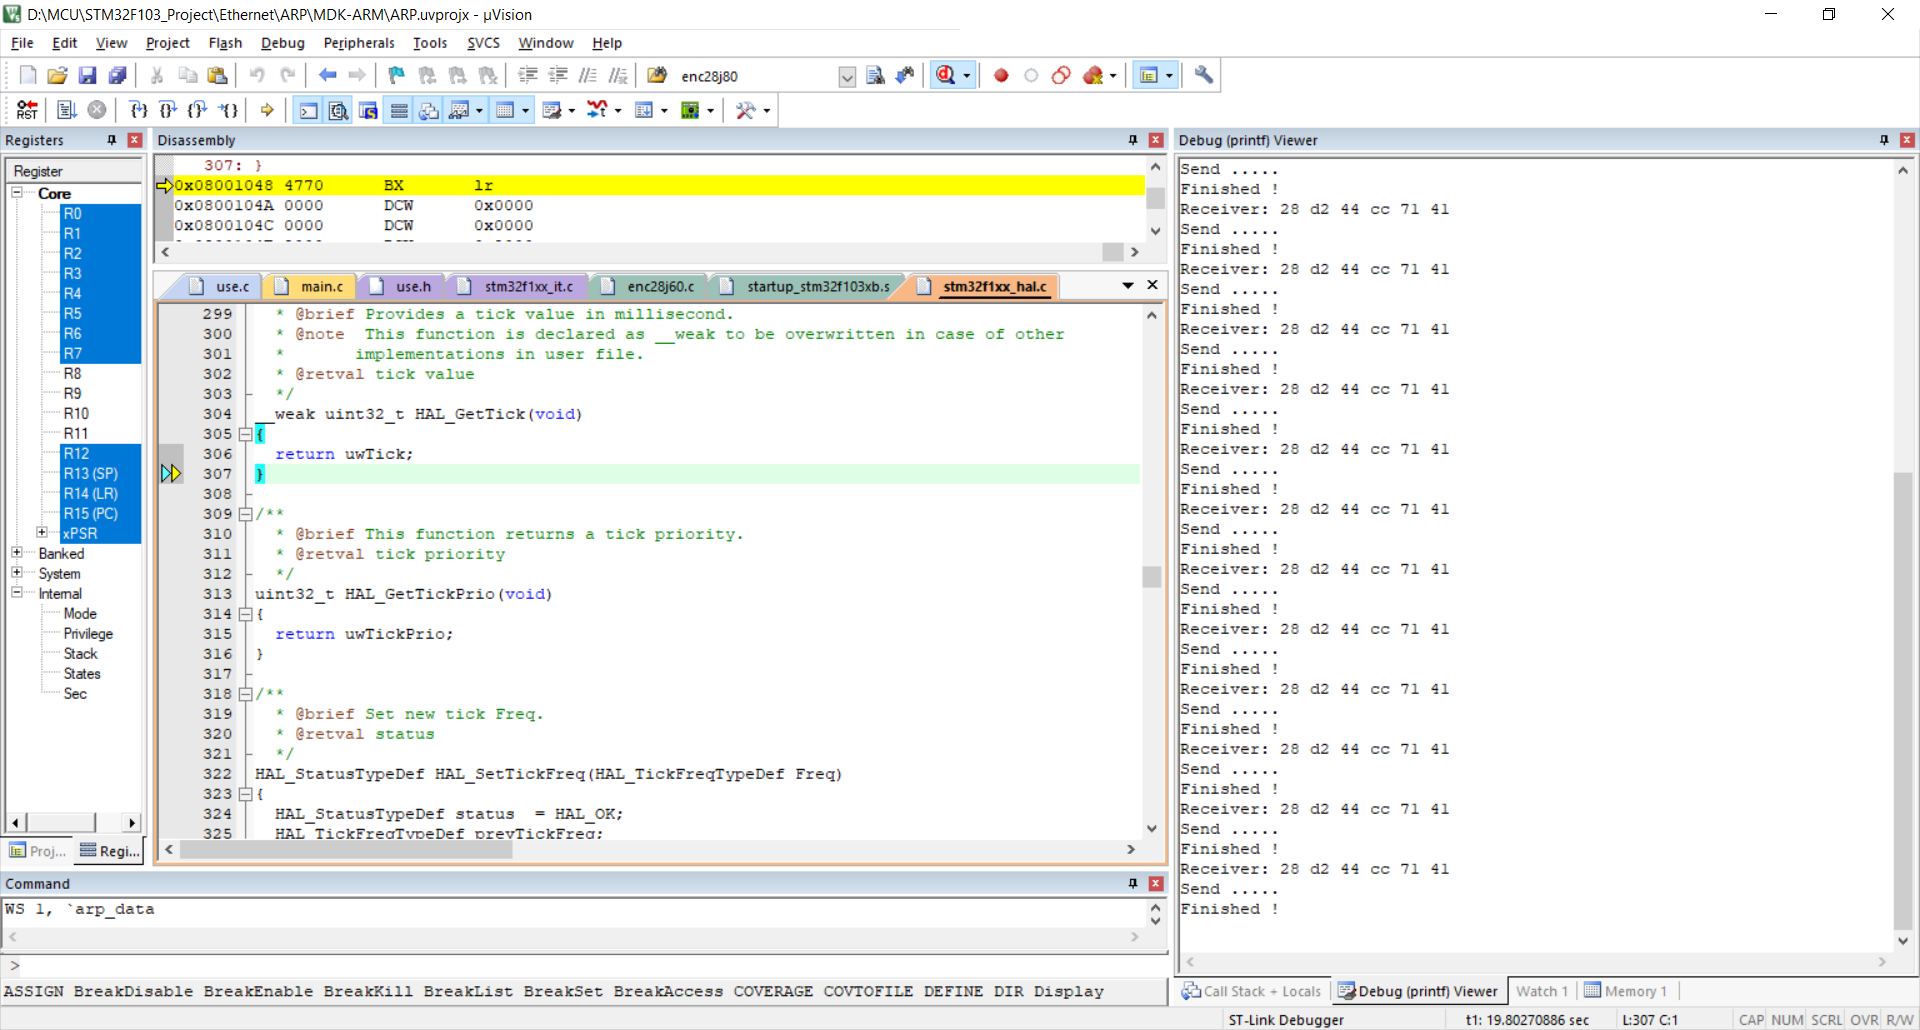 D:\MCU\STM32F103_Project\Ethernet\ARP\MDK-ARM\ARP.uvprojx - µVision
File Edit View Project Flash Debug Peripherals Tools SVCS Window Help
enc28j80
RST
Registers
Register
Core
R0
R1
R2
R3
R4
R5
R6
R7
R8
R9
R10
R11
R12
R13 (SP)
R14 (LR)
R15 (PC)
xPSR
Banked
System
Internal
Mode
Privilege
Stack
States
Sec
Proj... Regi...
Disassembly
307: }
0x08001048 4770 BX lr
0x0800104A 0000 DCW 0x0000
0x0800104C 0000 DCW 0x0000
use.c main.c use.h stm32f1xx_it.c enc28j60.c startup_stm32f103xb.s stm32f1xx_hal.c
299 * @brief Provides a tick value in millisecond.
300 * @note This function is declared as __weak to be overwritten in case of other
301 * implementations in user file.
302 * @retval tick value
303 */
304 __weak uint32_t HAL_GetTick(void)
305 {
306 return uwTick;
307 }
308
309 /**
310 * @brief This function returns a tick priority.
311 * @retval tick priority
312 */
313 uint32_t HAL_GetTickPrio(void)
314 {
315 return uwTickPrio;
316 }
317
318 /**
319 * @brief Set new tick Freq.
320 * @retval status
321 */
322 HAL_StatusTypeDef HAL_SetTickFreq(HAL_TickFreqTypeDef Freq)
323 {
324 HAL_StatusTypeDef status = HAL_OK;
325 HAL_TickFreqTypeDef prevTickFreq;
Command
WS 1, `arp_data
>
ASSIGN BreakDisable BreakEnable BreakKill BreakList BreakSet BreakAccess COVERAGE COVTOFILE DEFINE DIR Display
Debug (printf) Viewer
Send .....
Finished !
Receiver: 28 d2 44 cc 71 41
Send .....
Finished !
Receiver: 28 d2 44 cc 71 41
Send .....
Finished !
Receiver: 28 d2 44 cc 71 41
Send .....
Finished !
Receiver: 28 d2 44 cc 71 41
Send .....
Finished !
Receiver: 28 d2 44 cc 71 41
Send .....
Finished !
Receiver: 28 d2 44 cc 71 41
Send .....
Finished !
Receiver: 28 d2 44 cc 71 41
Send .....
Finished !
Receiver: 28 d2 44 cc 71 41
Send .....
Finished !
Receiver: 28 d2 44 cc 71 41
Send .....
Finished !
Receiver: 28 d2 44 cc 71 41
Send .....
Finished !
Receiver: 28 d2 44 cc 71 41
Send .....
Finished !
Receiver: 28 d2 44 cc 71 41
Send .....
Finished !
Call Stack + Locals Debug (printf) Viewer Watch 1 Memory 1
ST-Link Debugger t1: 19.80270886 sec L:307 C:1 CAP NUM SCRL OVR R/W